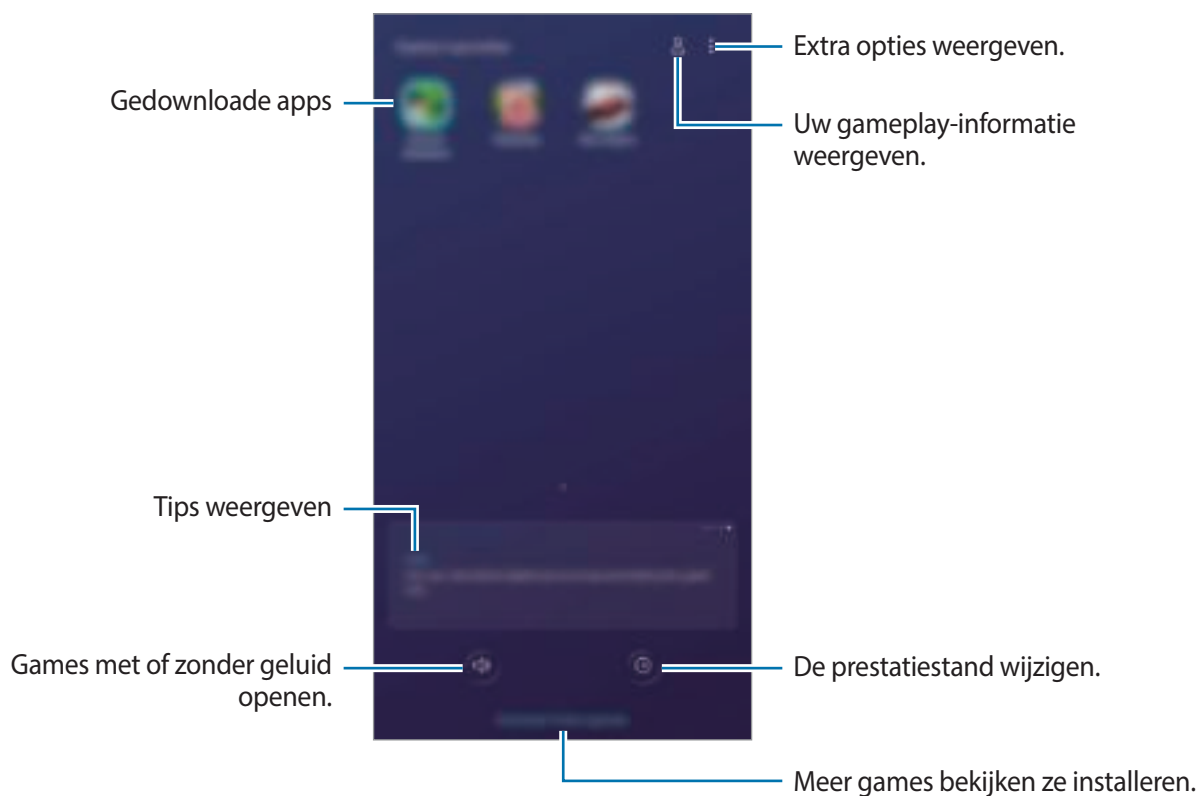 Extra opties weergeven.
Gedownloade apps
Uw gameplay-informatie
weergeven.
Tips weergeven
Games met of zonder geluid
openen.
De prestatiestand wijzigen.
Meer games bekijken ze installeren.